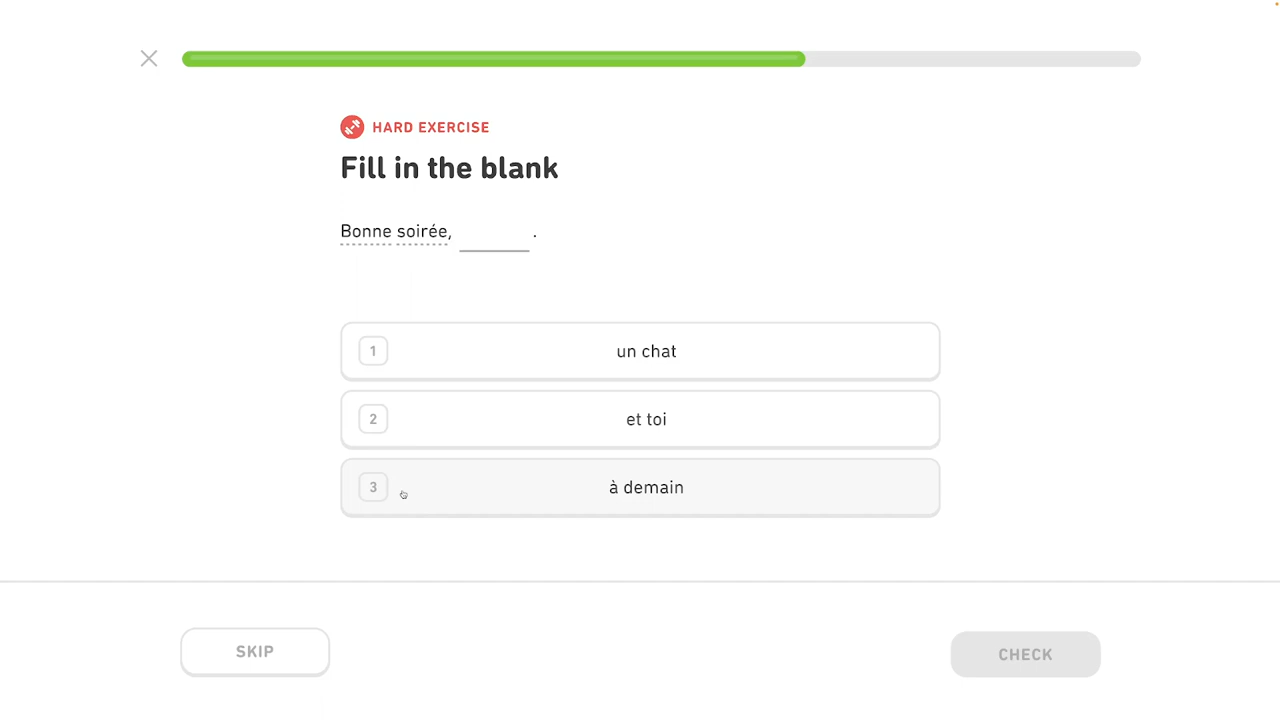 HARD EXERCISE
Fill in the blank
Bonne soirée, ______ .
1 un chat
2 et toi
3 à demain
SKIP
CHECK